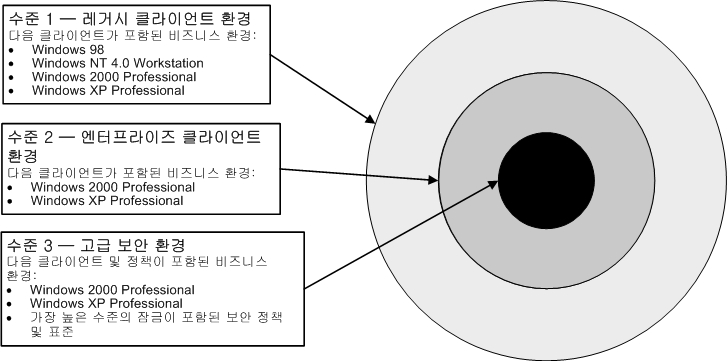 수준 1 — 레거시 클라이언트 환경
다음 클라이언트가 포함된 비즈니스 환경:
• Windows 98
• Windows NT 4.0 Workstation
• Windows 2000 Professional
• Windows XP Professional
수준 2 — 엔터프라이즈 클라이언트
환경
다음 클라이언트가 포함된 비즈니스 환경:
• Windows 2000 Professional
• Windows XP Professional
수준 3 — 고급 보안 환경
다음 클라이언트 및 정책이 포함된 비즈니스
환경:
• Windows 2000 Professional
• Windows XP Professional
• 가장 높은 수준의 잠금이 포함된 보안 정책
및 표준